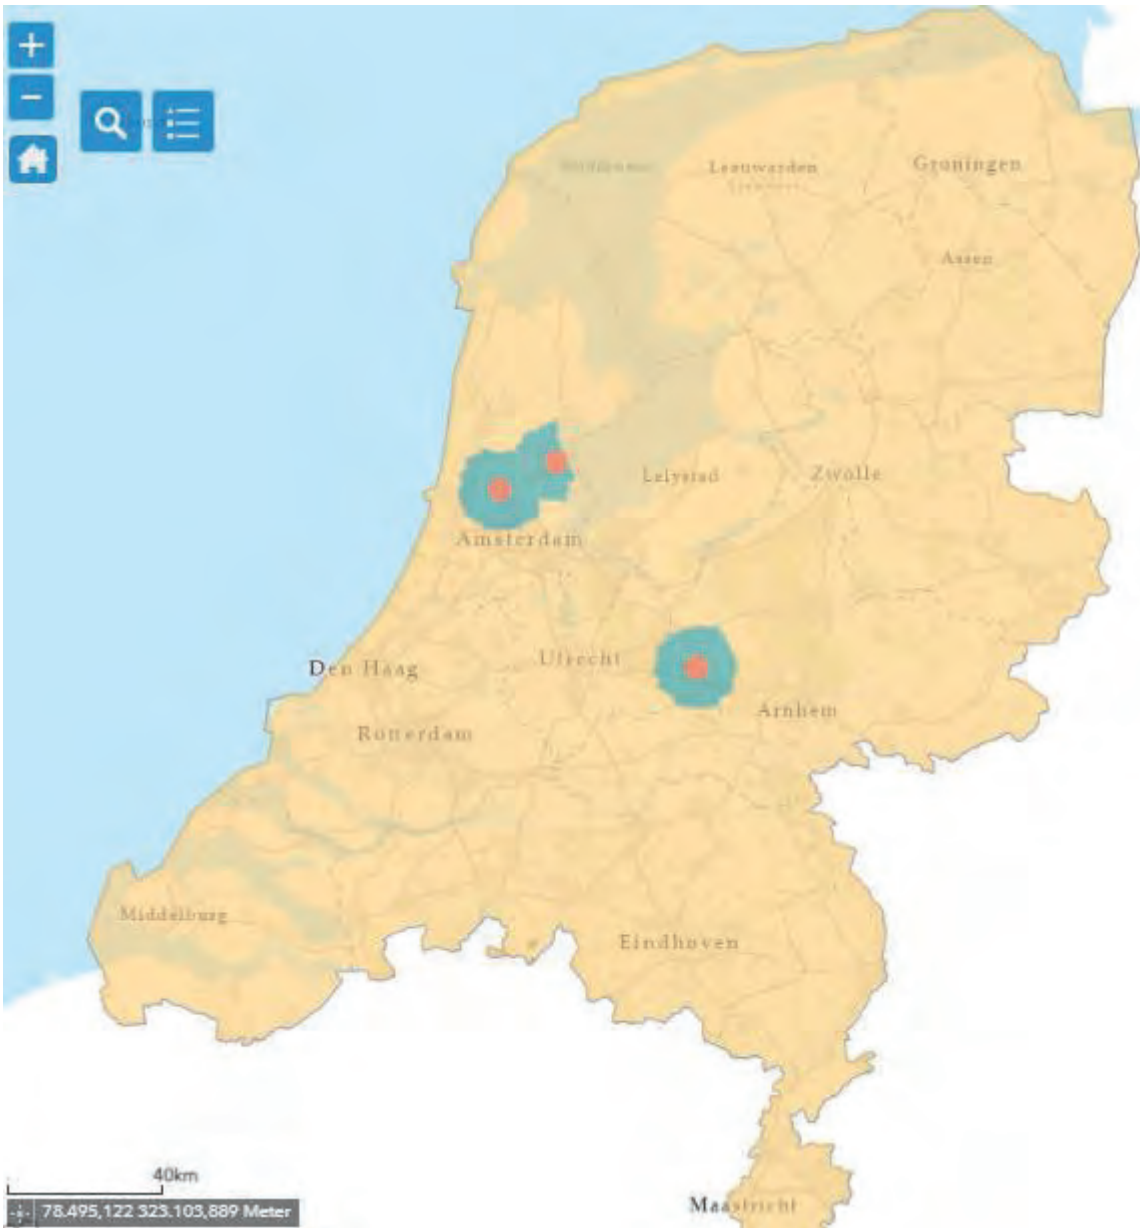 Leeuwarden
Groningen
Assen
Lelystad
Zwolle
Amsterdam
Den Haag
Utrecht
Arnhem
Rotterdam
Middelburg
Eindhoven
Maastricht
40km
78.495,122 323.103,889 Meter